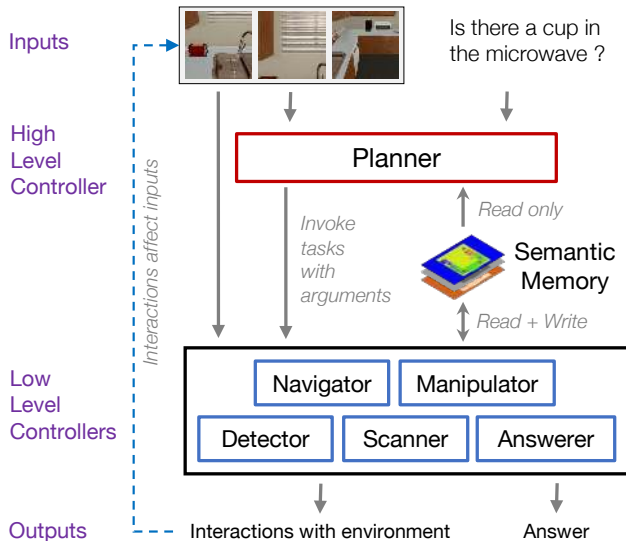 Inputs
Is there a cup in
the microwave ?
High
Level
Controller
Planner
Interactions affect inputs
Invoke
tasks
with
arguments
Read only
Semantic
Memory
Read + Write
Low
Level
Controllers
Navigator
Manipulator
Detector
Scanner
Answerer
Outputs
Interactions with environment
Answer